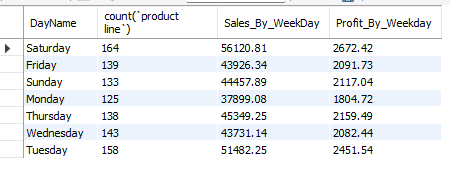 DayName count(`product line`) Sales_By_WeekDay Profit_By_Weekday
Saturday 164 56120.81 2672.42
Friday 139 43926.34 2091.73
Sunday 133 44457.89 2117.04
Monday 125 37899.08 1804.72
Thursday 138 45349.25 2159.49
Wednesday 143 43731.14 2082.44
Tuesday 158 51482.25 2451.54